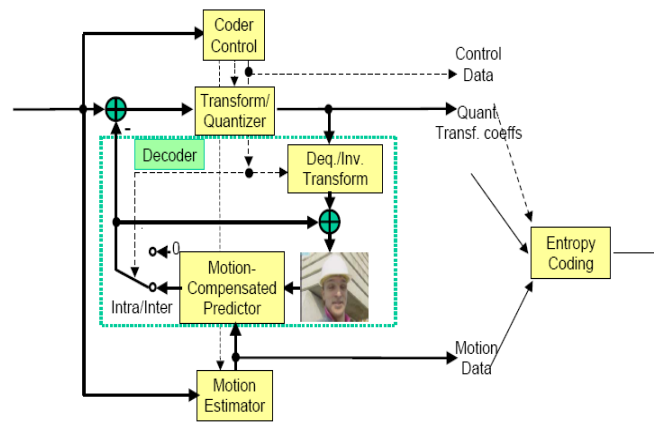 Coder
Control
Control
Data
Transform/
Quantizer
Quant
Transf. coeffs
-
Decoder
Deq./Inv.
Transform
0
Entropy
Coding
Motion-
Compensated
Predictor
Intra/Inter
Motion
Data
Motion
Estimator